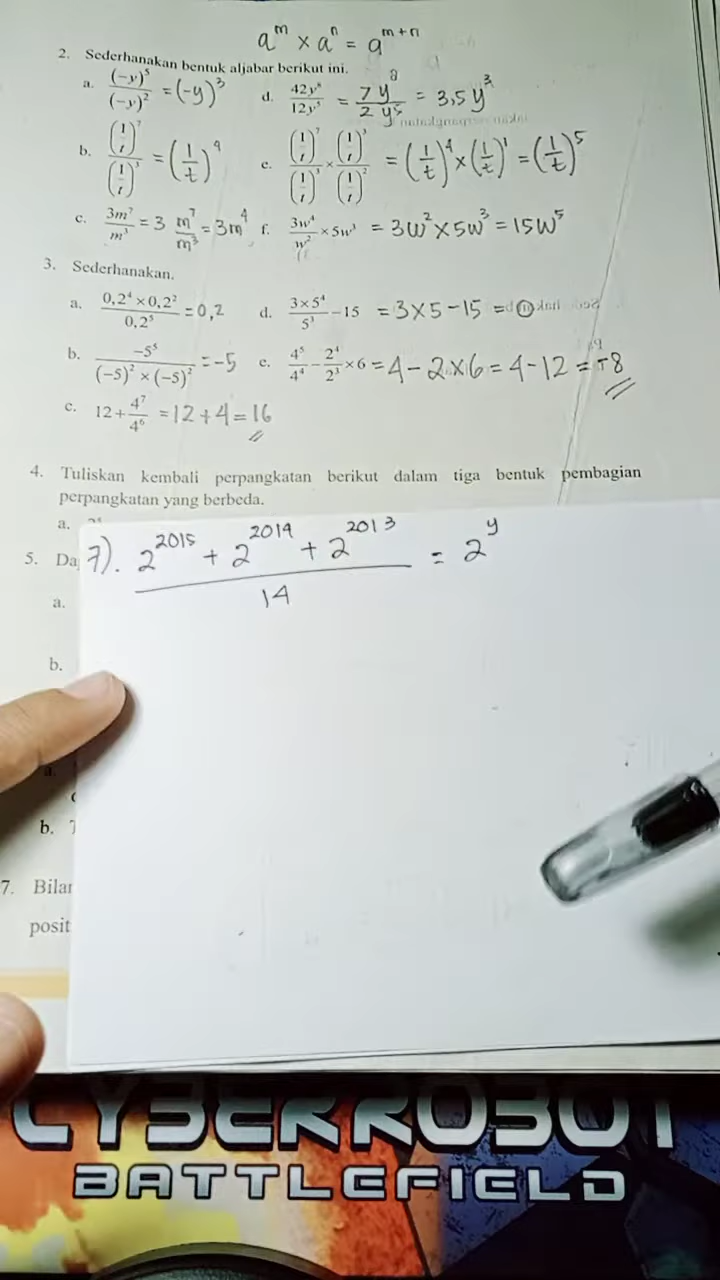 a^m × a^n = a^{m+n}
2. Sederhanakan bentuk aljabar berikut ini.
a. (-y)^5 / (-y)^2 = (-y)^3
d. 42y^8 / 12y^5 = 7y^8 / 2y^5 = 3,5y^3
b. (1/t)^7 / (1/t)^3 = (1/t)^4
e. (1/t)^7 / (1/t)^3 × (1/t)^3 / (1/t)^2 = (1/t)^4 × (1/t)^1 = (1/t)^5
c. 3m^7 / m^3 = 3 m^7 / m^3 = 3m^4
f. 3w^4 / w^2 × 5w^3 = 3w^2 × 5w^3 = 15w^5
3. Sederhanakan.
a. 0,2^4 × 0,2^2 / 0,2^5 = 0,2
d. 3 × 5^4 / 5^3 - 15 = 3 × 5 - 15 = 0
b. -5^5 / (-5)^2 × (-5)^2 = -5
e. 4^5 / 4^4 - 2^4 / 2^3 × 6 = 4 - 2 × 6 = 4 - 12 = -8
c. 12 + 4^7 / 4^6 = 12 + 4 = 16
4. Tuliskan kembali perpangkatan berikut dalam tiga bentuk pembagian
perpangkatan yang berbeda.
a.
7). 2^2015 + 2^2014 + 2^2013 / 14 = 2^y
5. Da
a.
b.
a.
b.
7. Bilan
posit
CYBERROBOT
BATTLEFIELD